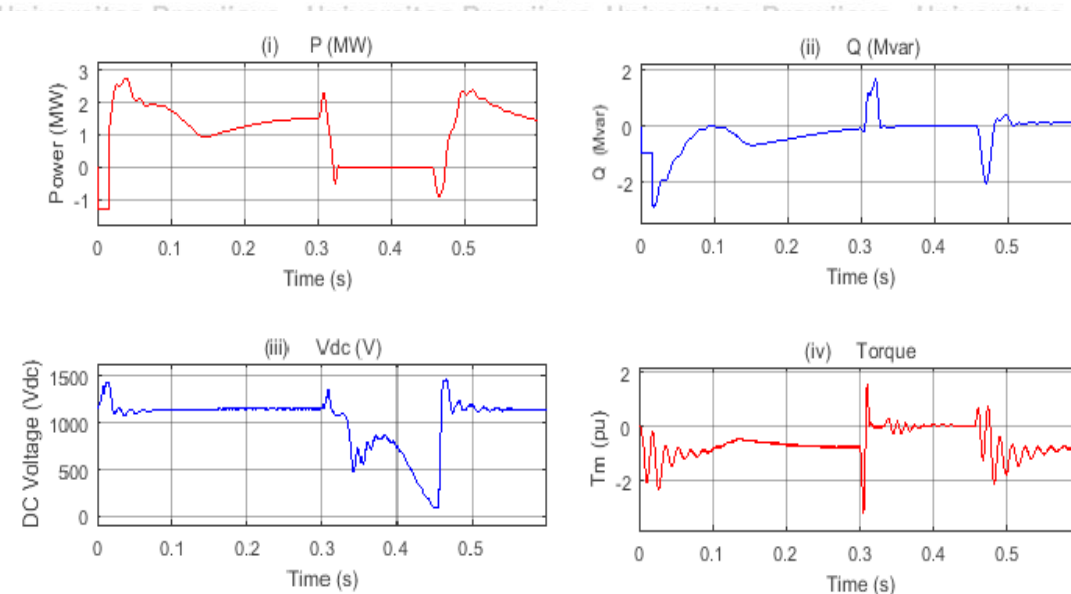 (i) P (MW)
Power (MW)
3
2
1
0
-1
0 0.1 0.2 0.3 0.4 0.5
Time (s)
(ii) Q (Mvar)
Q (Mvar)
2
0
-2
0 0.1 0.2 0.3 0.4 0.5
Time (s)
(iii) Vdc (V)
DC Voltage (Vdc)
1500
1000
500
0
0 0.1 0.2 0.3 0.4 0.5
Time (s)
(iv) Torque
Tm (pu)
2
0
-2
0 0.1 0.2 0.3 0.4 0.5
Time (s)